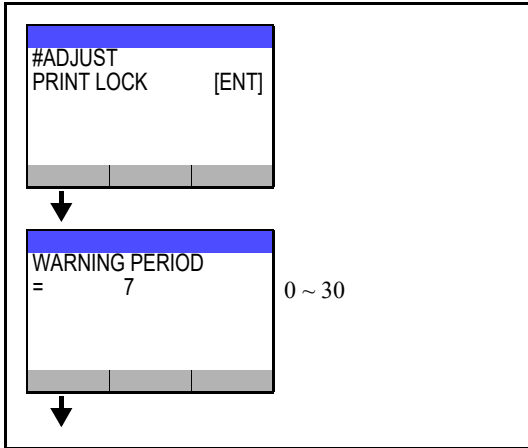 #ADJUST
PRINT LOCK [ENT]
WARNING PERIOD
= 7
0 ~ 30